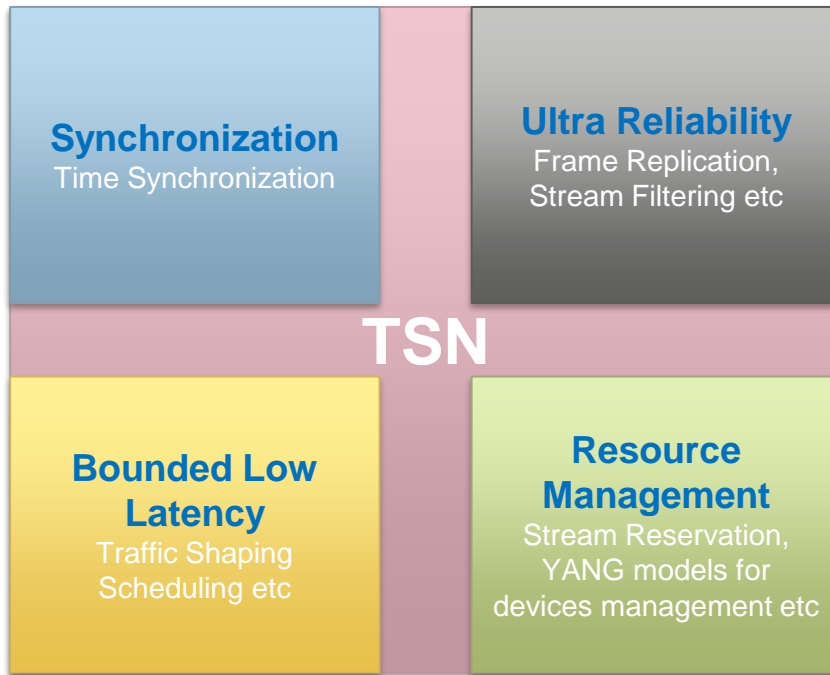 Synchronization
Time Synchronization
Ultra Reliability
Frame Replication,
Stream Filtering etc
TSN
Bounded Low
Latency
Traffic Shaping
Scheduling etc
Resource
Management
Stream Reservation,
YANG models for
devices management etc